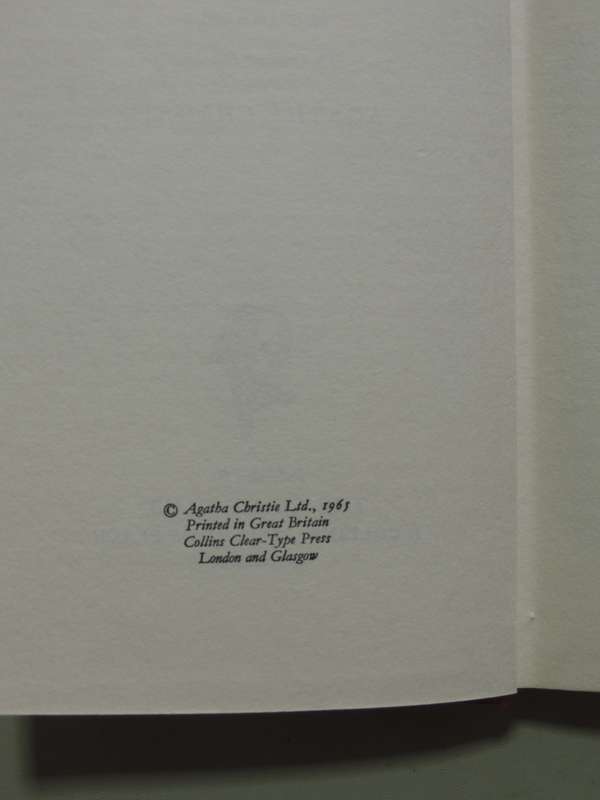 © Agatha Christie Ltd., 1965
Printed in Great Britain
Collins Clear-Type Press
London and Glasgow